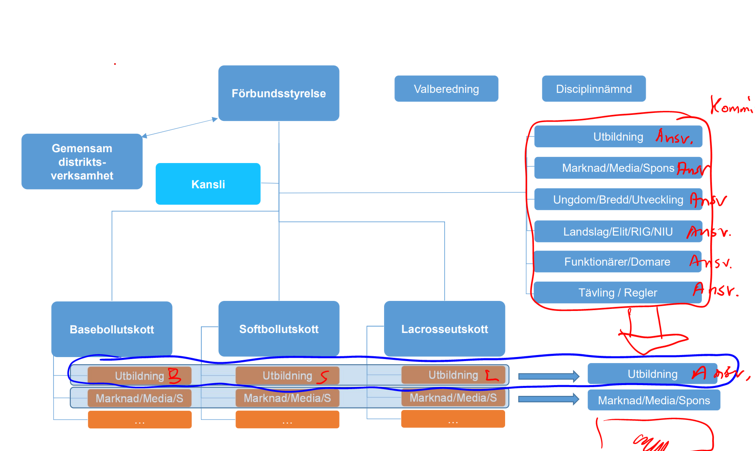 Förbundsstyrelse
Valberedning
Disciplinnämnd
Gemensam
distrikts-
verksamhet
Kansli
Utbildning Ansv.
Marknad/Media/Spons Ansv
Ungdom/Bredd/Utveckling Ansv
Landslag/Elit/RIG/NIU Ansv.
Funktionärer/Domare Ansv.
Tävling / Regler Ansv.
Basebollutskott
Softbollutskott
Lacrosseutskott
Utbildning B
Utbildning S
Utbildning L
Utbildning Ansv.
Marknad/Media/S
Marknad/Media/S
Marknad/Media/S
Marknad/Media/Spons
...
...
...